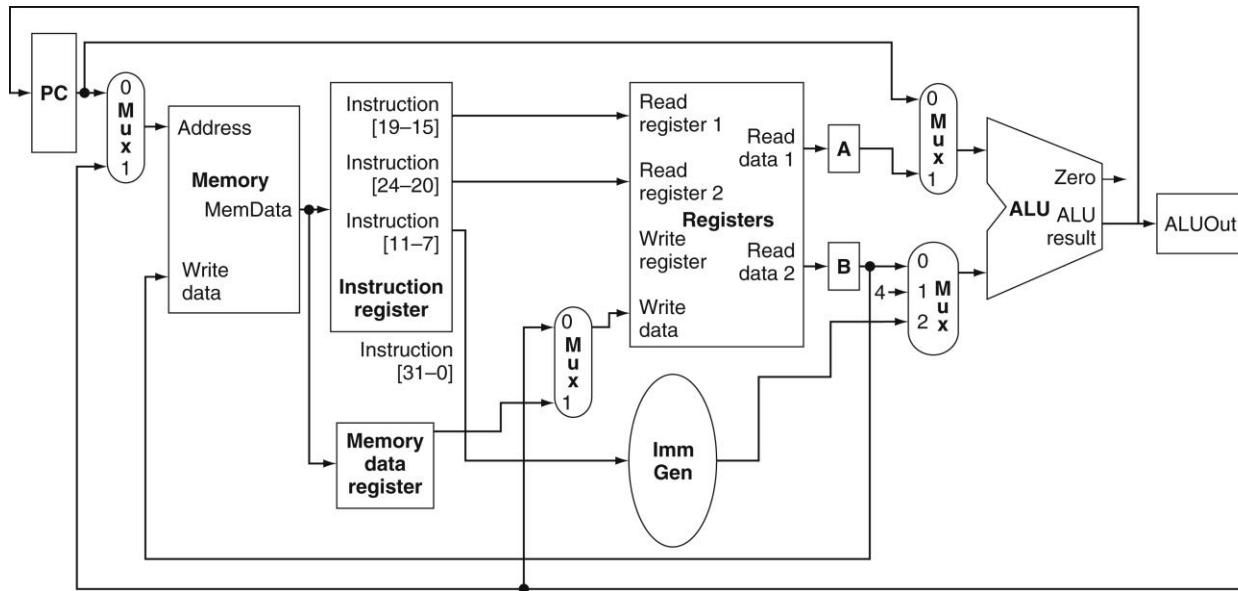 PC
0
M
u
x
1
Address
Memory
MemData
Write
data
Instruction
[19–15]
Instruction
[24–20]
Instruction
[11–7]
Instruction
register
Instruction
[31–0]
Memory
data
register
0
M
u
x
1
Read
register 1
Read
register 2
Write
register
Write
data
Registers
Read
data 1
Read
data 2
Imm
Gen
A
B
4
0
M
u
x
1
0
1
2
M
u
x
ALU
Zero
ALU
result
ALUOut